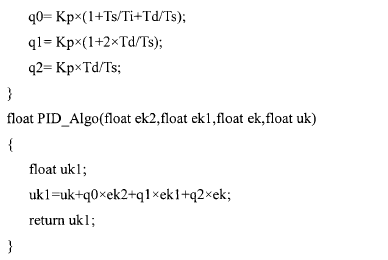 q0= Kp×(1+Ts/Ti+Td/Ts);
q1= Kp×(1+2×Td/Ts);
q2= Kp×Td/Ts;
}
float PID_Algo(float ek2,float ek1,float ek,float uk)
{
float uk1;
uk1=uk+q0×ek2+q1×ek1+q2×ek;
return uk1;
}